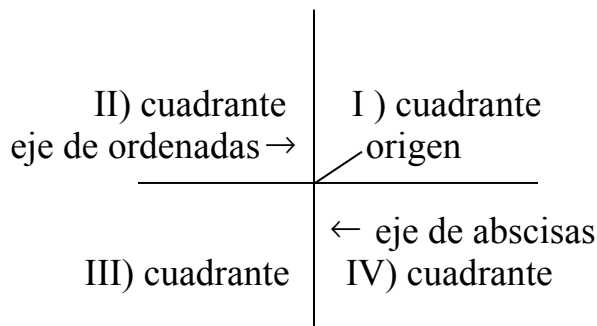 II) cuadrante I ) cuadrante
eje de ordenadas→ origen
← eje de abscisas
III) cuadrante IV) cuadrante